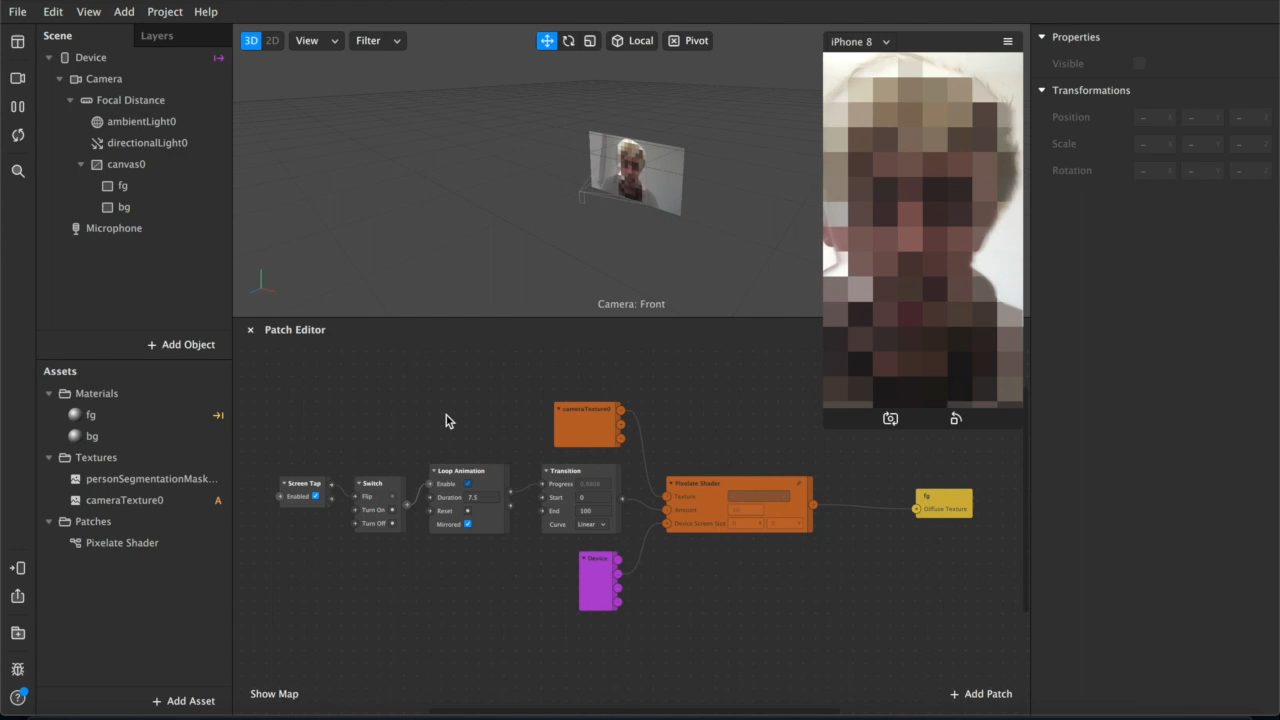 File Edit View Add Project Help
Scene Layers
Device
Camera
Focal Distance
ambientLight0
directionalLight0
canvas0
fg
bg
Microphone
+ Add Object
Assets
Materials
fg
bg
Textures
personSegmentationMask...
cameraTexture0 A
Patches
Pixelate Shader
+ Add Asset
3D 2D View Filter Local Pivot
Camera: Front
iPhone 8
× Patch Editor
cameraTexture0
Screen Tap
Enabled
Switch
Flip
Turn On
Turn Off
Loop Animation
Enable
Duration 7.5
Reset
Mirrored
Transition
Progress
Start 0
End 100
Curve Linear
Device
Pixelate Shader
Texture
Amount
Device Screen Size
fg
Diffuse Texture
Show Map
+ Add Patch
Properties
Visible
Transformations
Position – X – Y – Z
Scale – X – Y – Z
Rotation – X – Y – Z